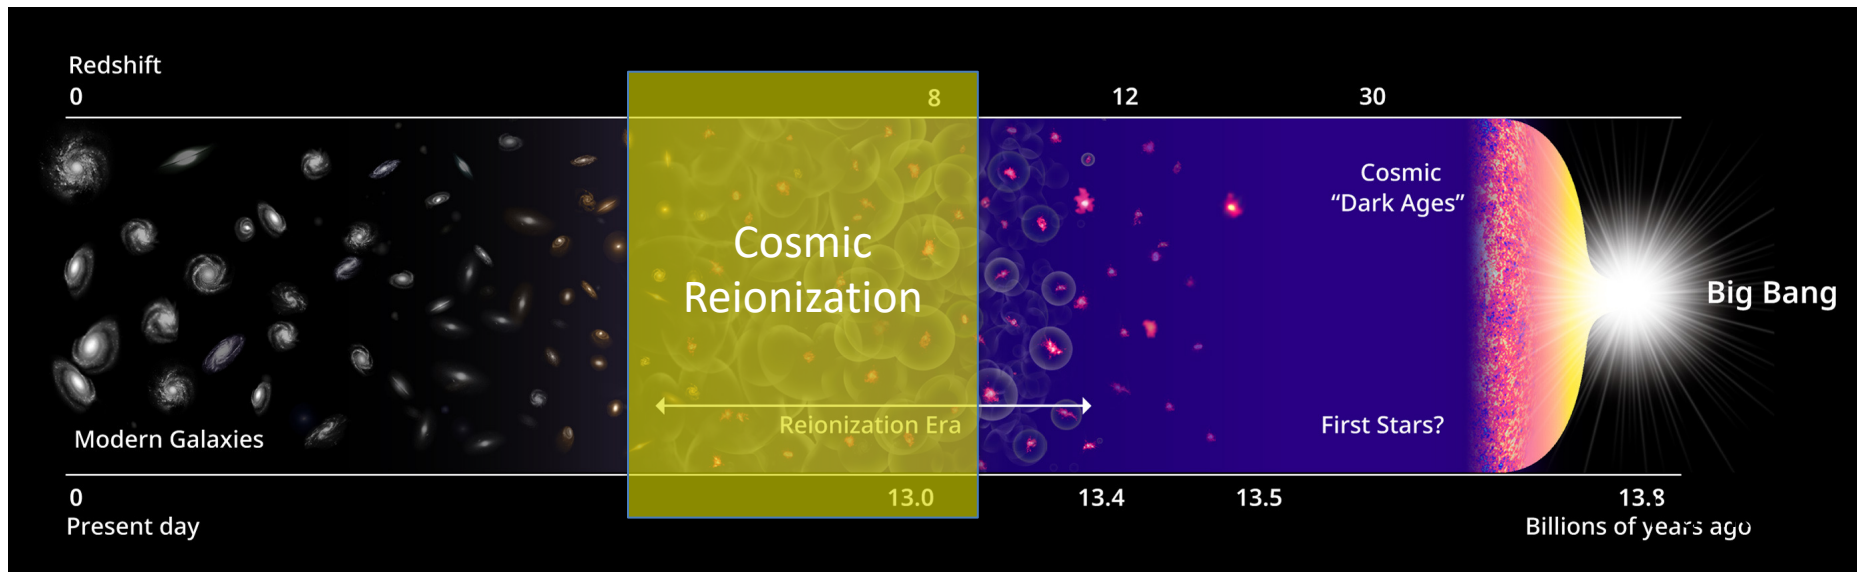 Redshift
0
8
12
30
Cosmic
“Dark Ages”
Cosmic
Reionization
Big Bang
Reionization Era
First Stars?
Modern Galaxies
0
13.0
13.4
13.5
13.8
Present day
Billions of years ago